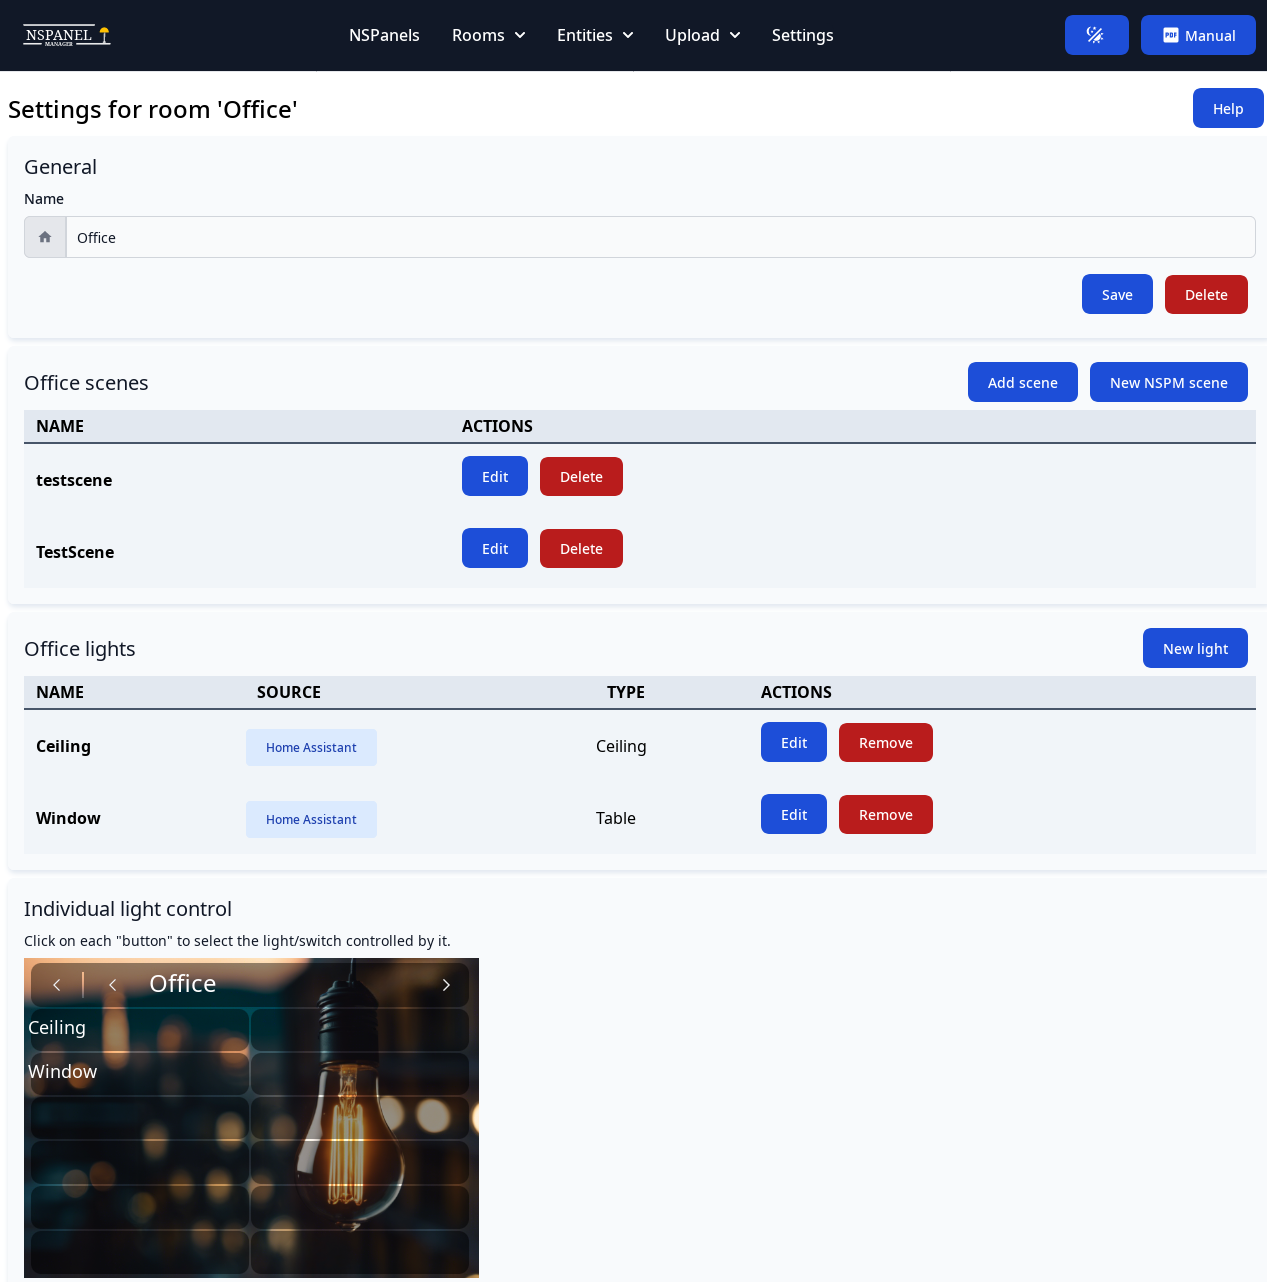 NSPANEL
MANAGER
NSPanels Rooms Entities Upload Settings
PDF Manual
Settings for room 'Office'
Help
General
Name
Office
Save Delete
Office scenes
Add scene New NSPM scene
NAME ACTIONS
testscene Edit Delete
TestScene Edit Delete
Office lights
New light
NAME SOURCE TYPE ACTIONS
Ceiling Home Assistant Ceiling Edit Remove
Window Home Assistant Table Edit Remove
Individual light control
Click on each "button" to select the light/switch controlled by it.
Office
Ceiling
Window